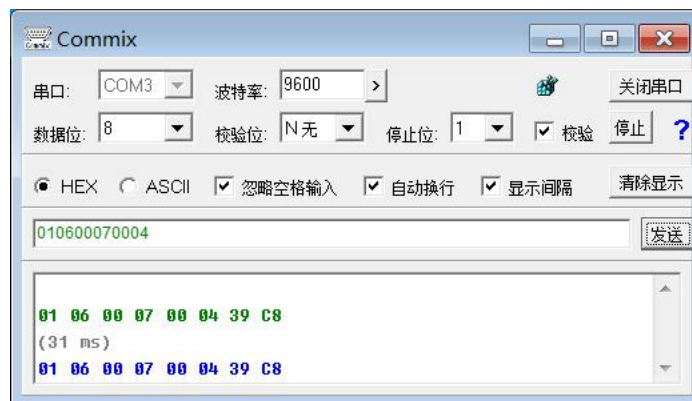 Commix
串口: COM3 波特率: 9600 > 关闭串口
数据位: 8 校验位: N无 停止位: 1 校验 停止 ?
HEX ASCII 忽略空格输入 自动换行 显示间隔 清除显示
010600070004 发送
01 06 00 07 00 04 39 C8
(31 ms)
01 06 00 07 00 04 39 C8